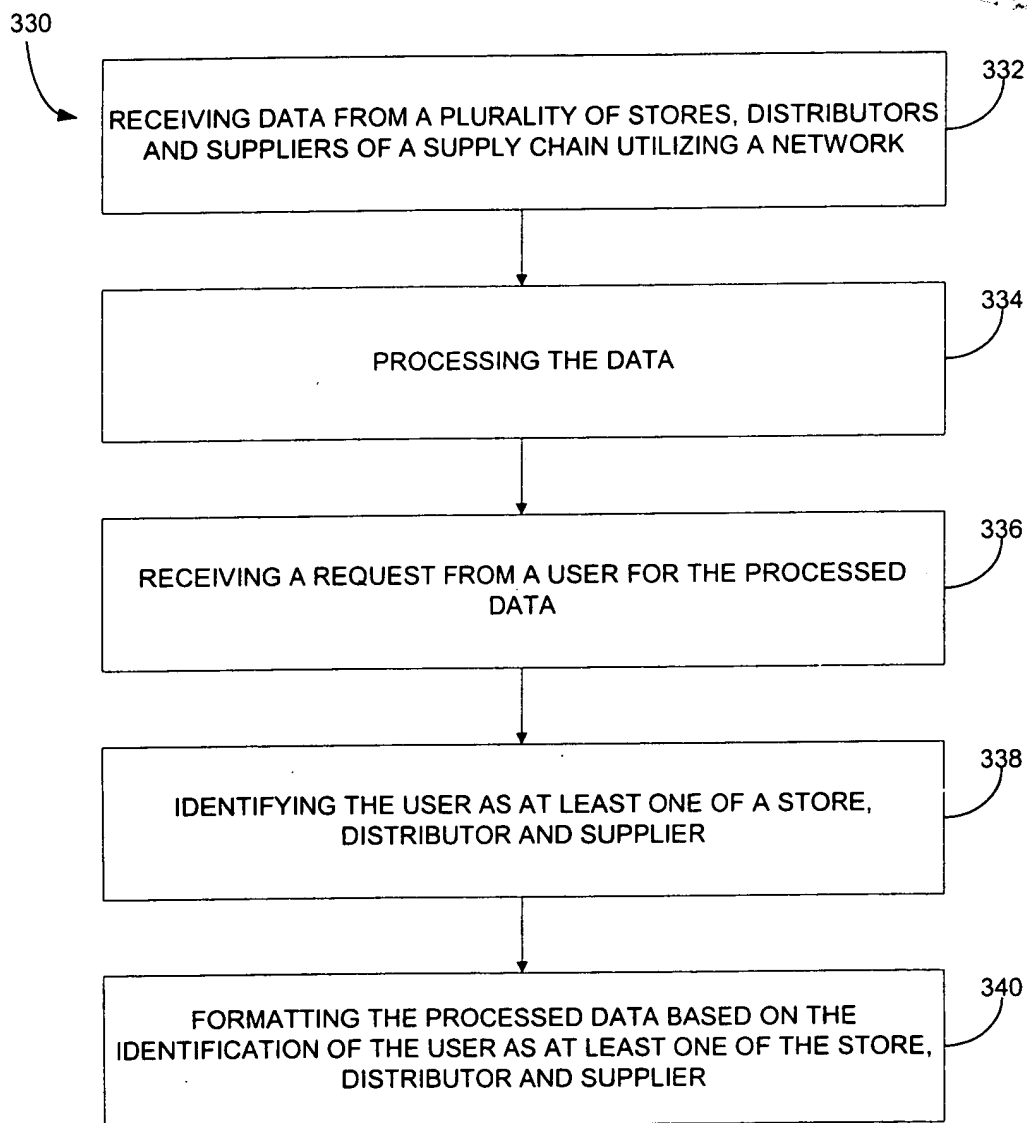 330
332
RECEIVING DATA FROM A PLURALITY OF STORES, DISTRIBUTORS
AND SUPPLIERS OF A SUPPLY CHAIN UTILIZING A NETWORK
334
PROCESSING THE DATA
336
RECEIVING A REQUEST FROM A USER FOR THE PROCESSED
DATA
338
IDENTIFYING THE USER AS AT LEAST ONE OF A STORE,
DISTRIBUTOR AND SUPPLIER
340
FORMATTING THE PROCESSED DATA BASED ON THE
IDENTIFICATION OF THE USER AS AT LEAST ONE OF THE STORE,
DISTRIBUTOR AND SUPPLIER